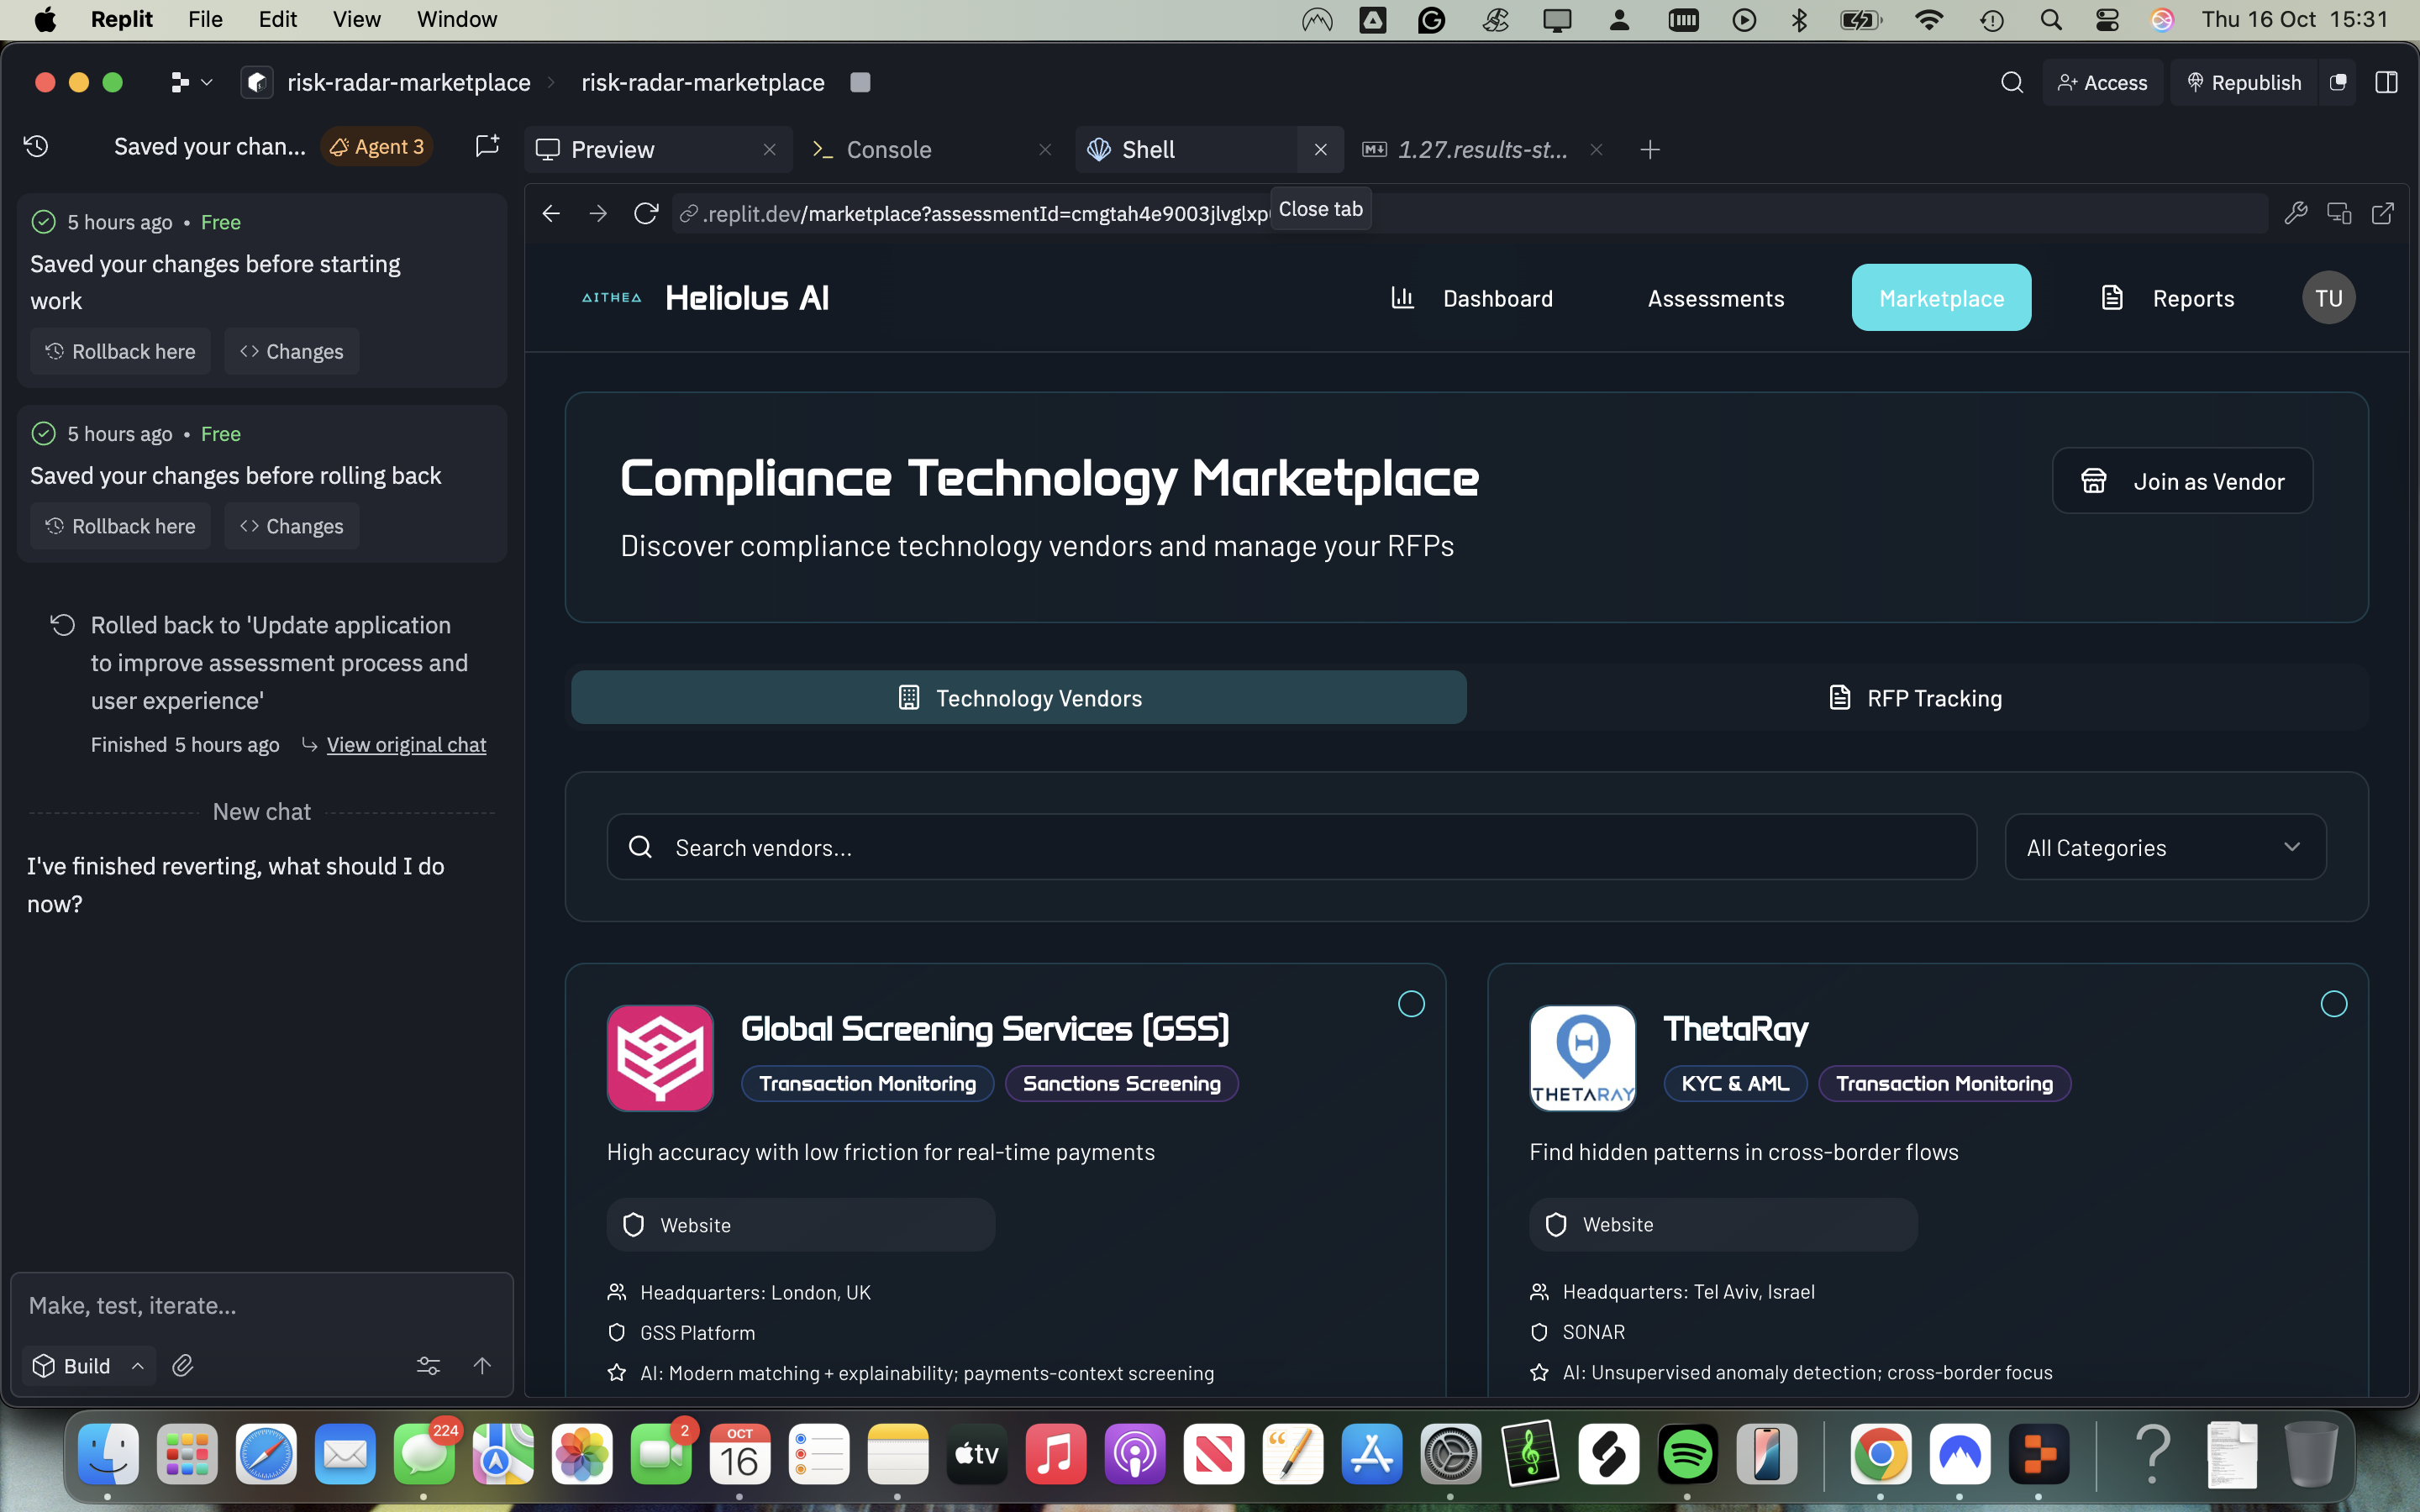 Replit File Edit View Window
Thu 16 Oct 15:31
risk-radar-marketplace
risk-radar-marketplace
Access
Republish
Saved your chan...
Agent 3
Preview
Console
Shell
1.27.results-st...
5 hours ago • Free
Saved your changes before starting
work
Rollback here
Changes
5 hours ago • Free
Saved your changes before rolling back
Rollback here
Changes
Rolled back to 'Update application
to improve assessment process and
user experience'
Finished 5 hours ago
View original chat
New chat
I've finished reverting, what should I do
now?
Make, test, iterate...
Build
.replit.dev/marketplace?assessmentId=cmgtah4e9003jlvglxp
Close tab
AITHEA
Heliolus AI
Dashboard
Assessments
Marketplace
Reports
TU
Compliance Technology Marketplace
Discover compliance technology vendors and manage your RFPs
Join as Vendor
Technology Vendors
RFP Tracking
Search vendors...
All Categories
Global Screening Services (GSS)
Transaction Monitoring
Sanctions Screening
High accuracy with low friction for real-time payments
Website
Headquarters: London, UK
GSS Platform
AI: Modern matching + explainability; payments-context screening
THETARAY
ThetaRay
KYC & AML
Transaction Monitoring
Find hidden patterns in cross-border flows
Website
Headquarters: Tel Aviv, Israel
SONAR
AI: Unsupervised anomaly detection; cross-border focus
224
2
OCT
16
tv